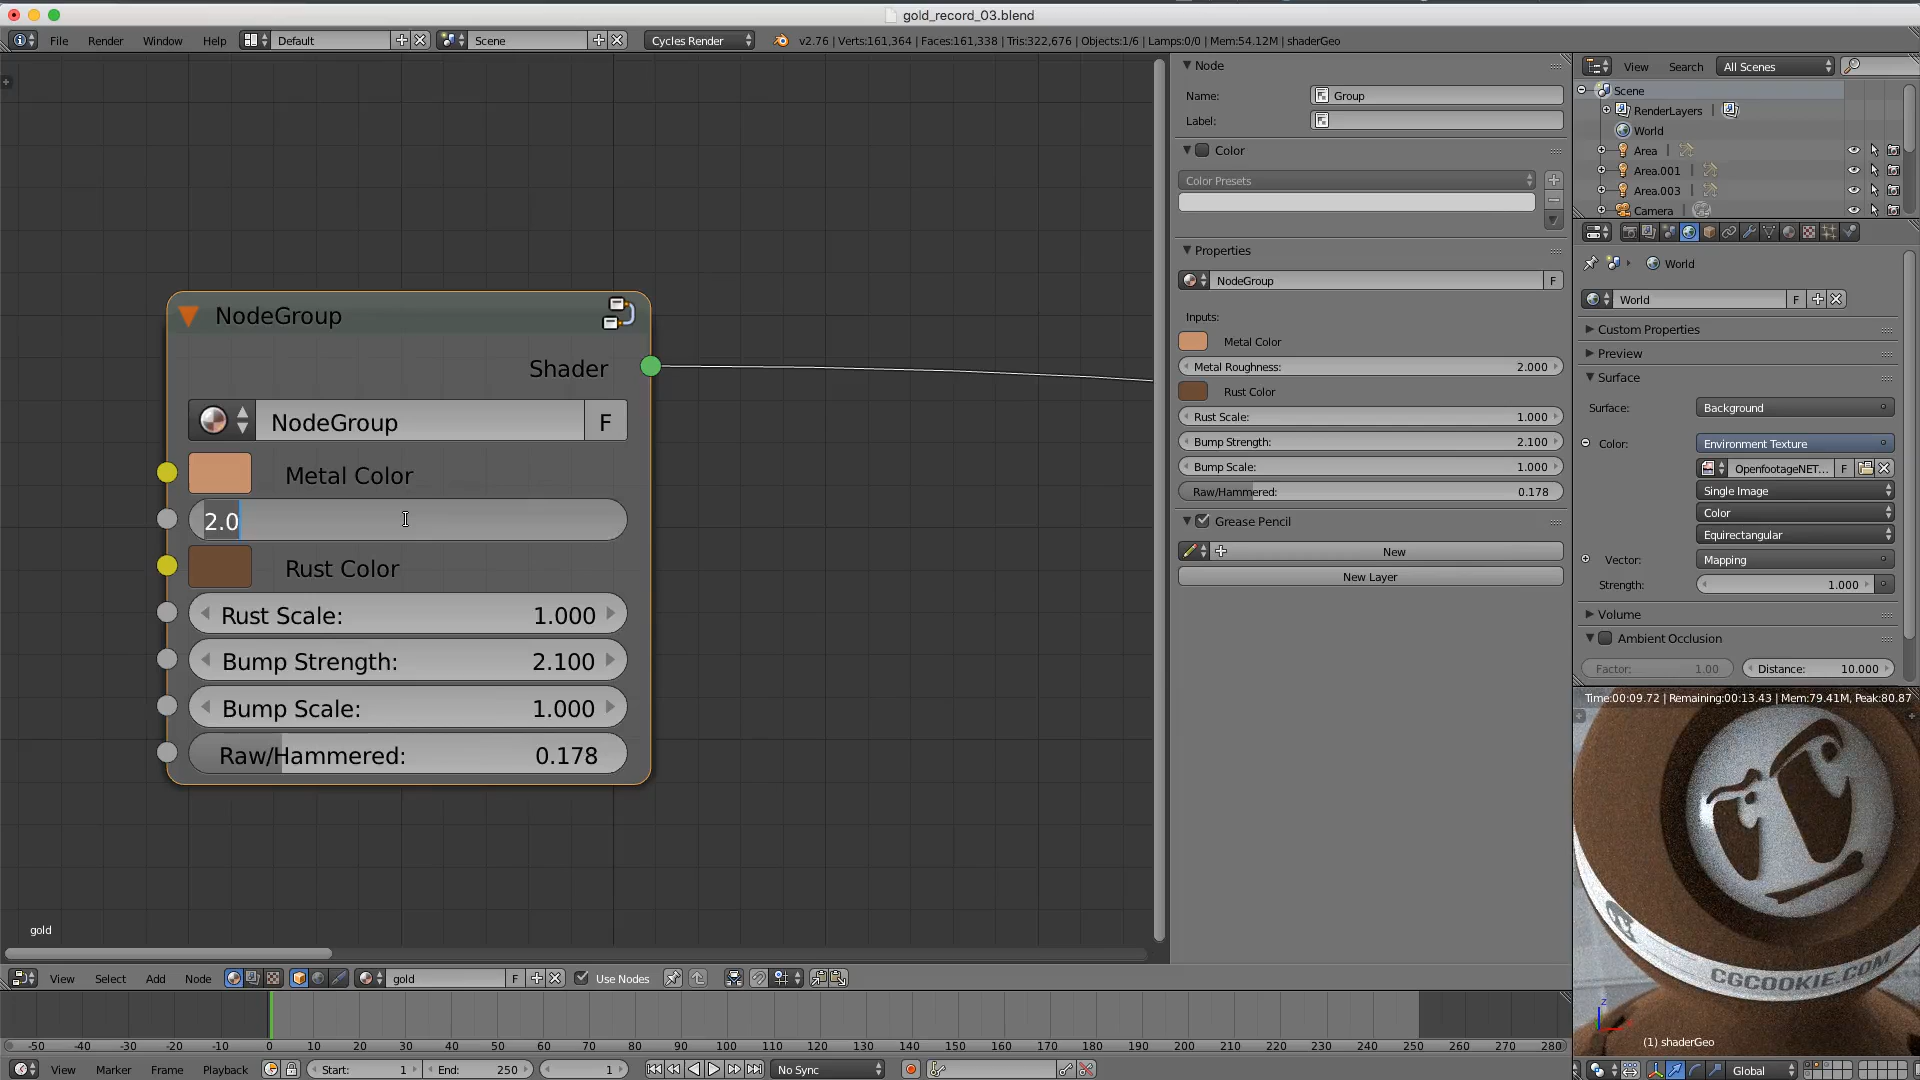 gold_record_03.blend
File Render Window Help Default Scene Cycles Render v2.76 | Verts:161,364 | Faces:161,338 | Tris:322,676 | Objects:1/6 | Lamps:0/0 | Mem:54.12M | shaderGeo
NodeGroup
Shader
NodeGroup F
Metal Color
2.0
Rust Color
Rust Scale: 1.000
Bump Strength: 2.100
Bump Scale: 1.000
Raw/Hammered: 0.178
gold
View Select Add Node gold F Use Nodes
Node
Name: Group
Label:
Color
Color Presets
Properties
NodeGroup F
Inputs:
Metal Color
Metal Roughness: 2.000
Rust Color
Rust Scale: 1.000
Bump Strength: 2.100
Bump Scale: 1.000
Raw/Hammered: 0.178
Grease Pencil
New
New Layer
View Search All Scenes
Scene
RenderLayers |
World
Area |
Area.001 |
Area.003 |
Camera |
World
World F
Custom Properties
Preview
Surface
Surface: Background
Color: Environment Texture
OpenfootageNET... F
Single Image
Color
Equirectangular
Vector: Mapping
Strength: 1.000
Volume
Ambient Occlusion
Factor: 1.00 Distance: 10.000
Time:00:09.72 | Remaining:00:13.43 | Mem:79.41M, Peak:80.87
CGCOOKIE.COM
z
(1) shaderGeo
Global
-50 -40 -30 -20 -10 0 10 20 30 40 50 60 70 80 90 100 110 120 130 140 150 160 170 180 190 200 210 220 230 240 250 260 270 280
View Marker Frame Playback Start: 1 End: 250 1 No Sync